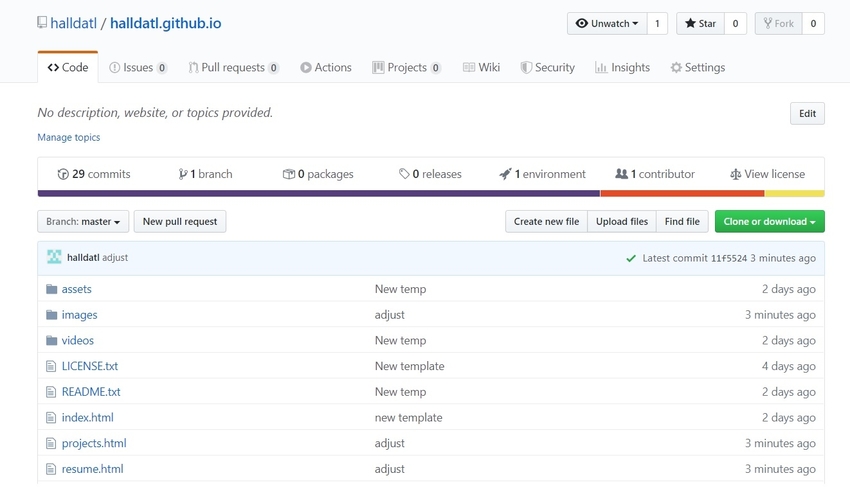 halldatl / halldatl.github.io
Unwatch 1 Star 0 Fork 0
Code Issues 0 Pull requests 0 Actions Projects 0 Wiki Security Insights Settings
No description, website, or topics provided.
Edit
Manage topics
29 commits 1 branch 0 packages 0 releases 1 environment 1 contributor View license
Branch: master New pull request Create new file Upload files Find file Clone or download
halldatl adjust Latest commit 11f5524 3 minutes ago
assets New temp 2 days ago
images adjust 3 minutes ago
videos New temp 2 days ago
LICENSE.txt New template 4 days ago
README.txt New temp 2 days ago
index.html new template 2 days ago
projects.html adjust 3 minutes ago
resume.html adjust 3 minutes ago